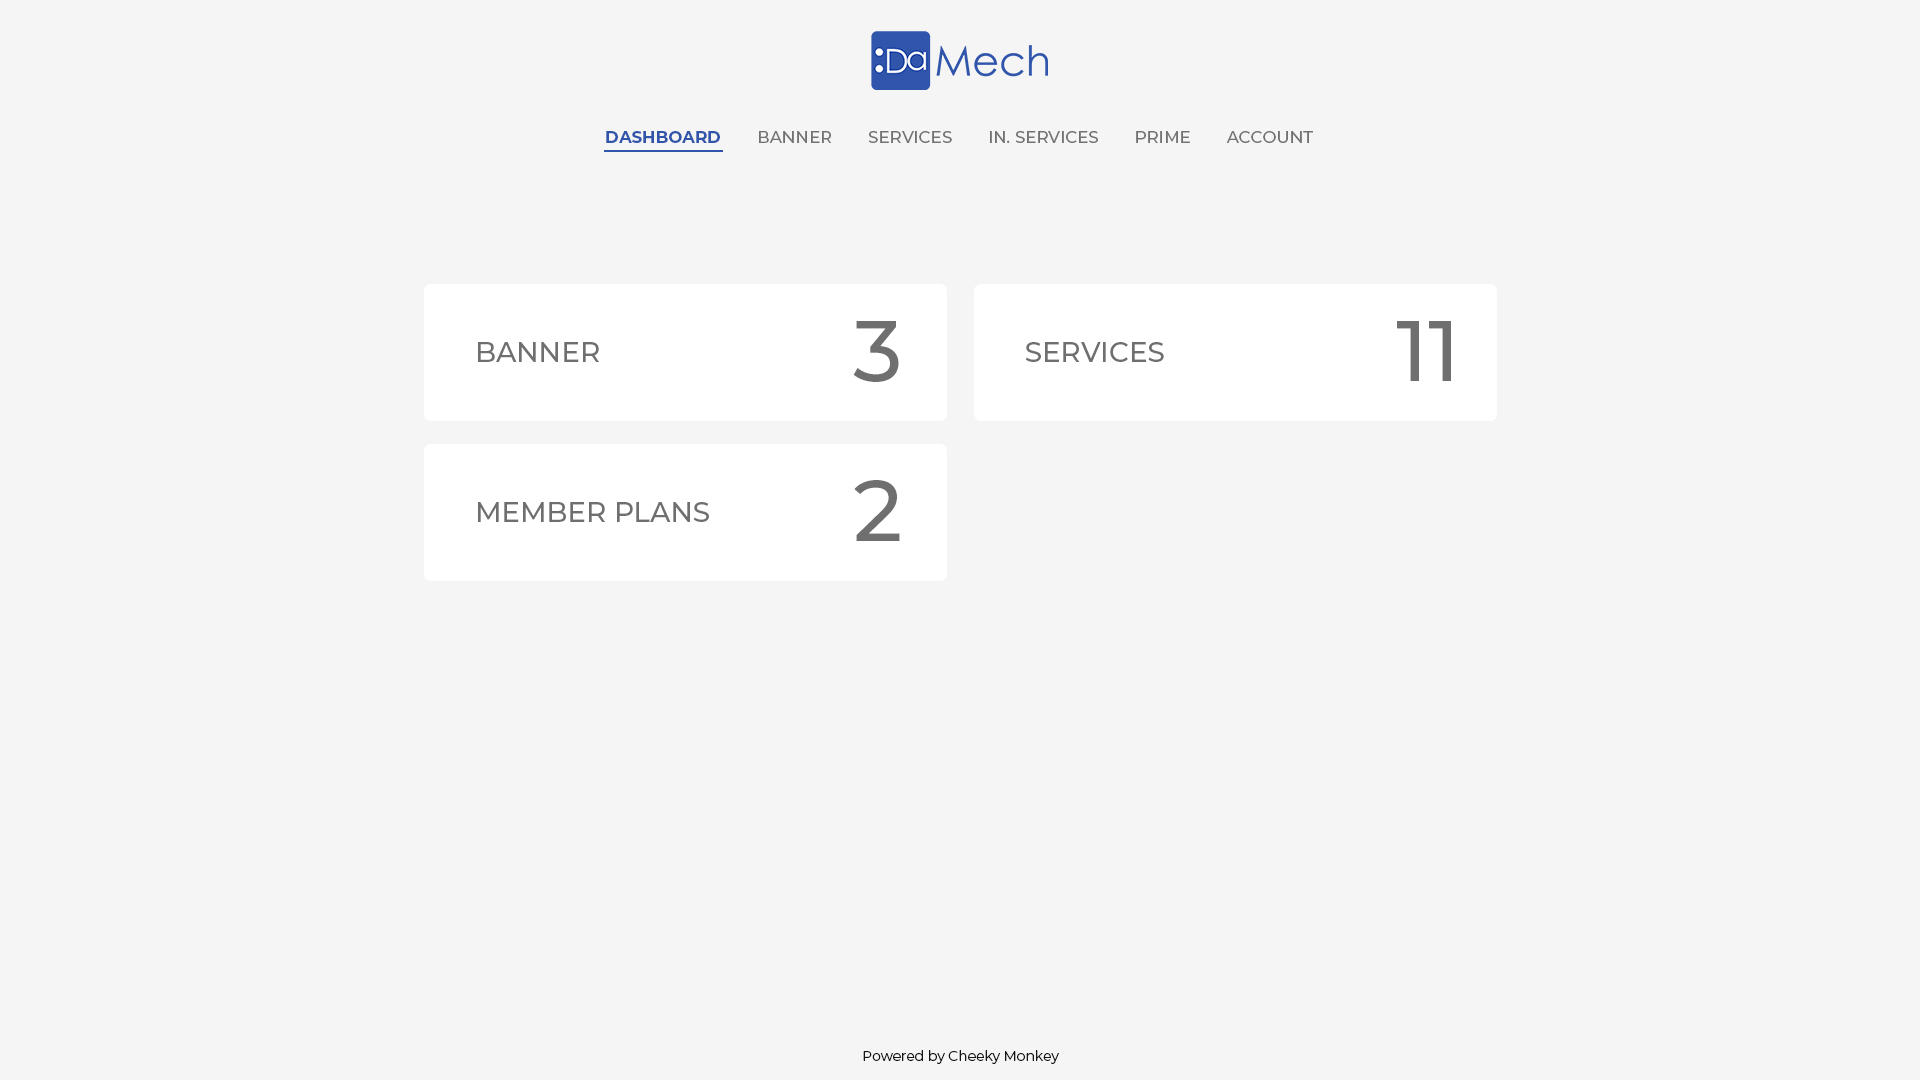 :Da Mech
DASHBOARD BANNER SERVICES IN. SERVICES PRIME ACCOUNT
BANNER 3
SERVICES 11
MEMBER PLANS 2
Powered by Cheeky Monkey